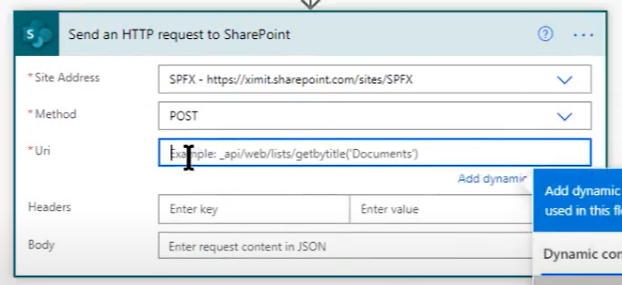 S
Send an HTTP request to SharePoint
?
* Site Address
SPFX - https://ximit.sharepoint.com/sites/SPFX
* Method
POST
* Uri
Example: _api/web/lists/getbytitle('Documents')
Add dynamic
Add dynamic
used in this
Headers
Enter key
Enter value
Dynamic
Body
Enter request content in JSON